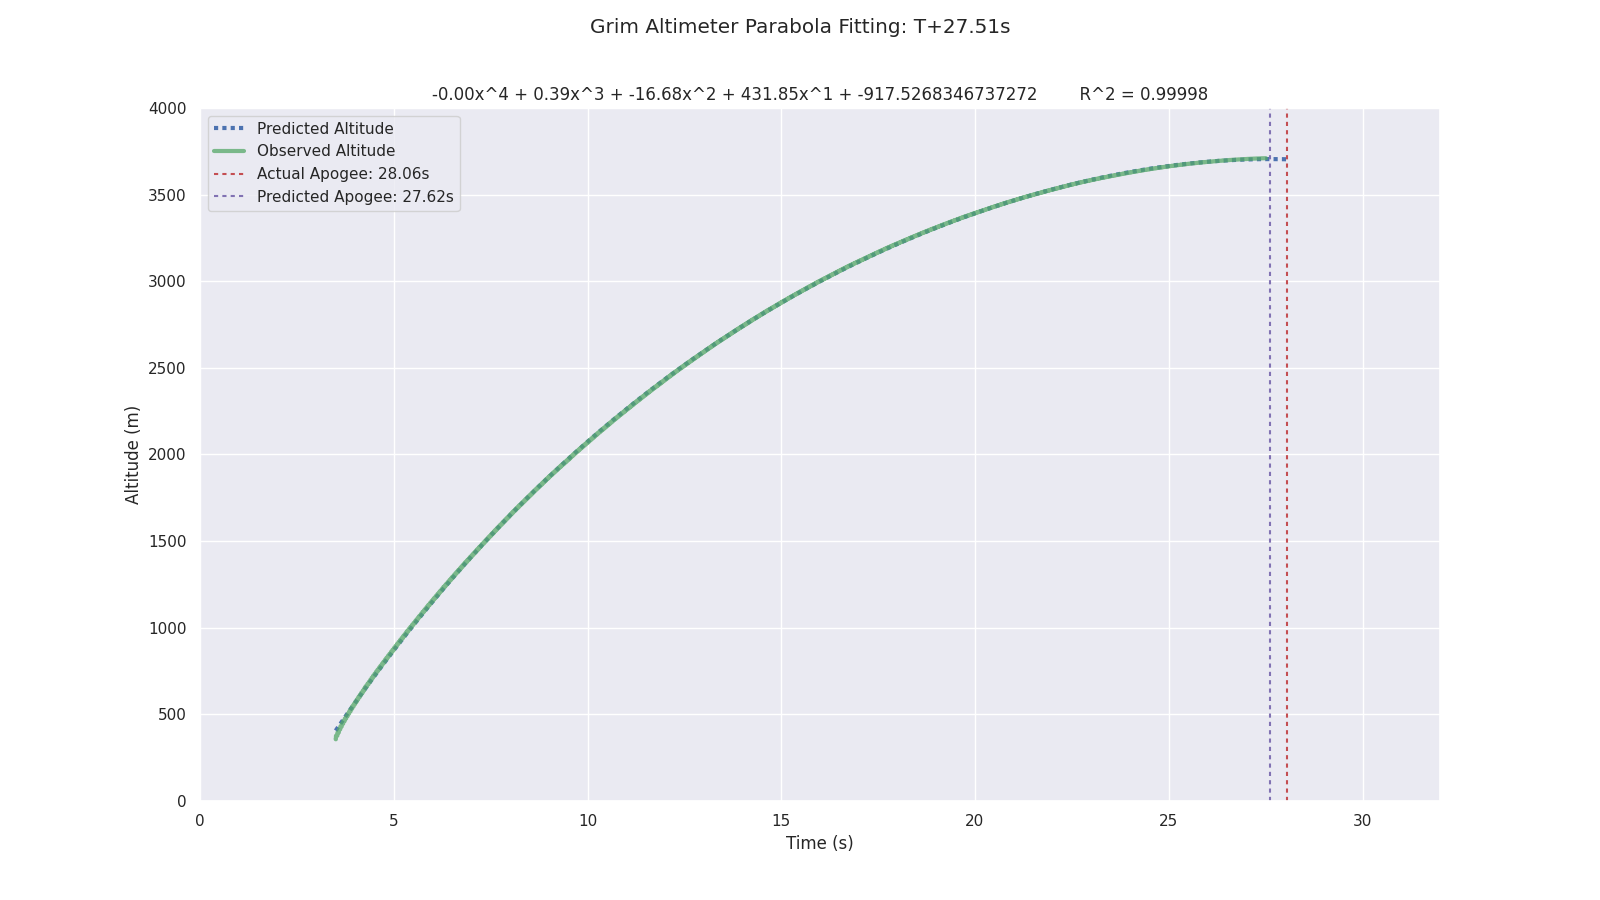 Grim Altimeter Parabola Fitting: T+27.51s
-0.00x^4 + 0.39x^3 + -16.68x^2 + 431.85x^1 + -917.5268346737272 R^2 = 0.99998
Predicted Altitude
Observed Altitude
Actual Apogee: 28.06s
Predicted Apogee: 27.62s
4000
3500
3000
2500
2000
1500
1000
500
0
Altitude (m)
0 5 10 15 20 25 30
Time (s)